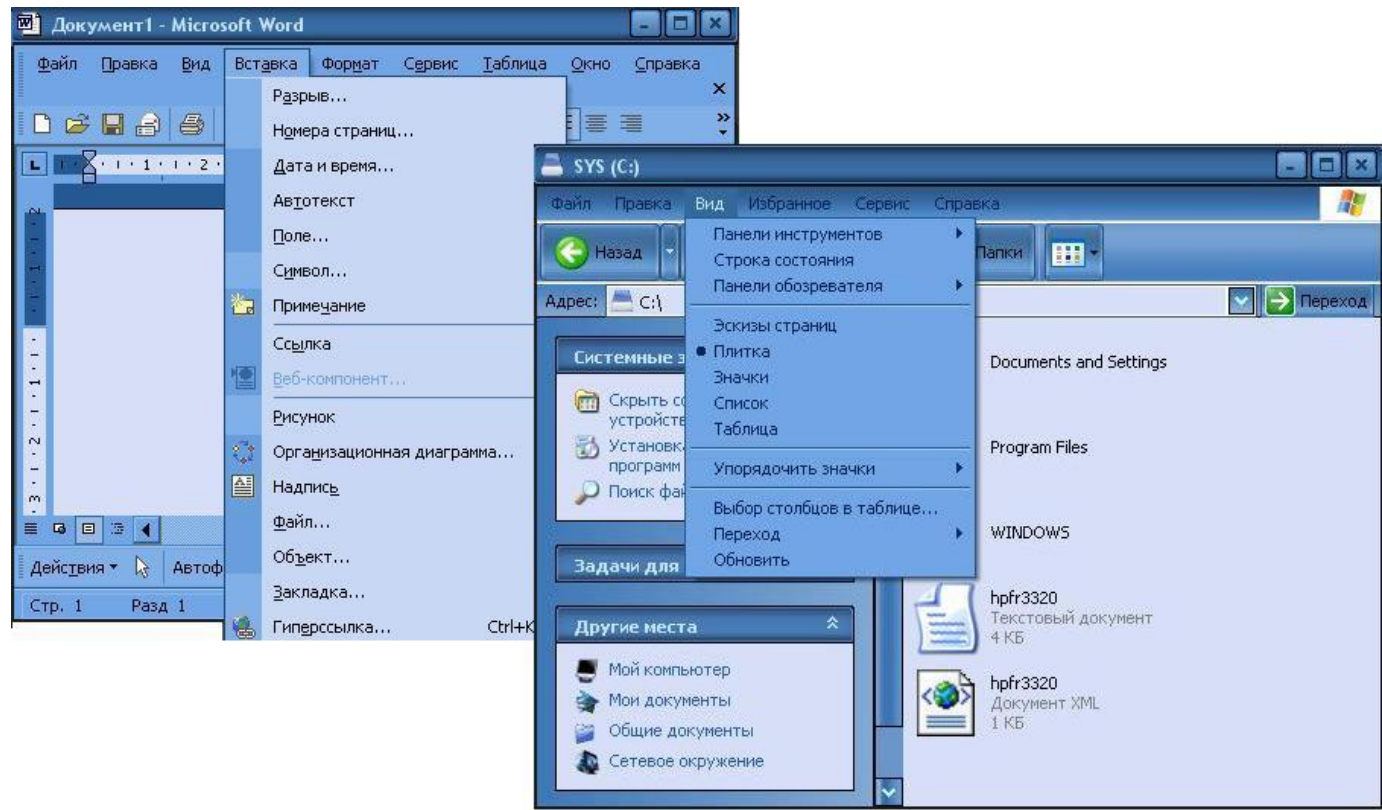 Документ1 - Microsoft Word
Файл Правка Вид Вставка Формат Сервис Таблица Окно Справка
Разрыв...
Номера страниц...
Дата и время...
Автотекст
Поле...
Символ...
Примечание
Ссылка
Веб-компонент...
Рисунок
Организационная диаграмма...
Надпись
Файл...
Объект...
Закладка...
Гиперссылка... Ctrl+K
L 1 2
Действия
Стр. 1 Разд 1
SYS (C:)
Файл Правка Вид Избранное Сервис Справка
Назад Папки
Адрес: C:\ Переход
Панели инструментов
Строка состояния
Панели обозревателя
Эскизы страниц
Плитка
Значки
Список
Таблица
Упорядочить значки
Выбор столбцов в таблице...
Переход
Обновить
Системные з
Скрыть со
устройств
Установк
программ
Поиск фай
Задачи для
Другие места
Мой компьютер
Мои документы
Общие документы
Сетевое окружение
Documents and Settings
Program Files
WINDOWS
hpfr3320
Текстовый документ
4 КБ
hpfr3320
Документ XML
1 КБ